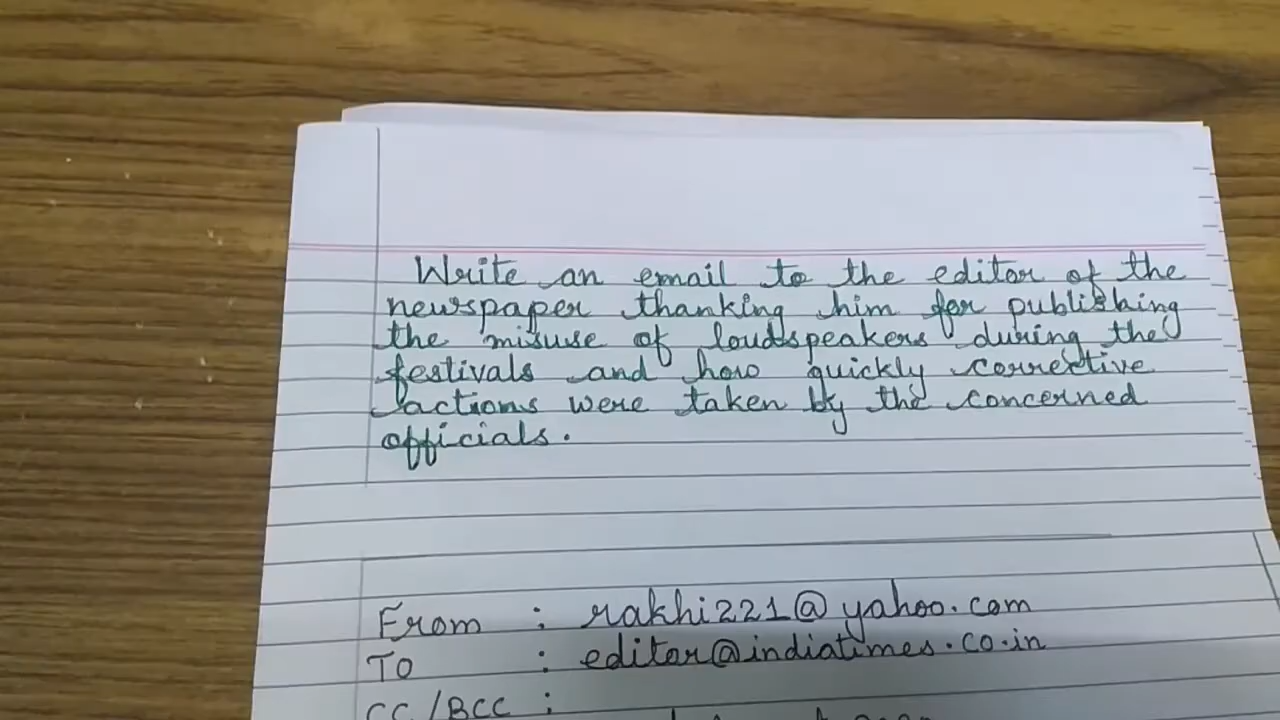 Write an email to the editor of the
newspaper thanking him for publishing
the misuse of loudspeakers during the
festivals and how quickly corrective
actions were taken by the concerned
officials.
From : rakhi221@yahoo.com
To : editor@indiatimes.co.in
CC/BCC :